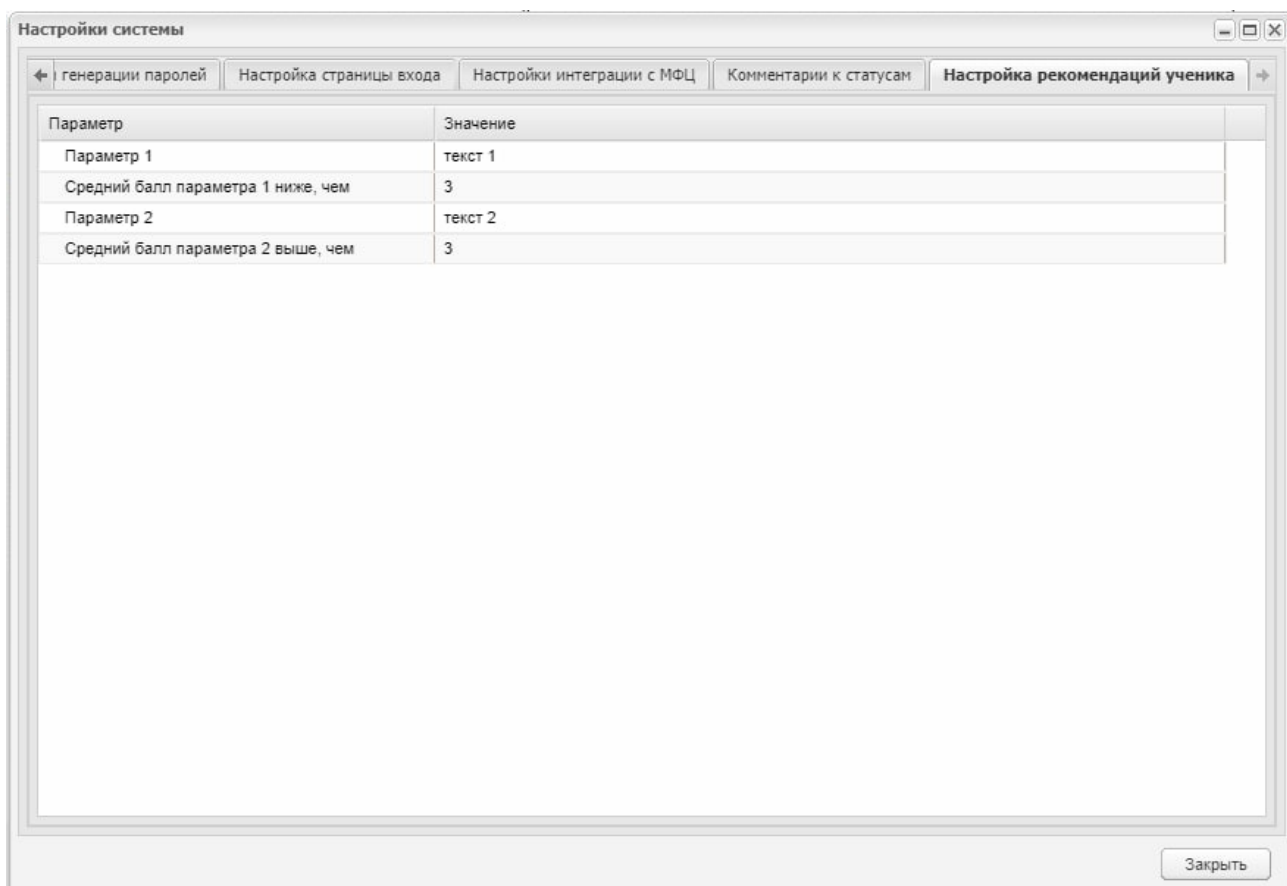 Настройки системы
генерации паролей Настройка страницы входа Настройки интеграции с МФЦ Комментарии к статусам Настройка рекомендаций ученика
Параметр Значение
Параметр 1 текст 1
Средний балл параметра 1 ниже, чем 3
Параметр 2 текст 2
Средний балл параметра 2 выше, чем 3
Закрыть